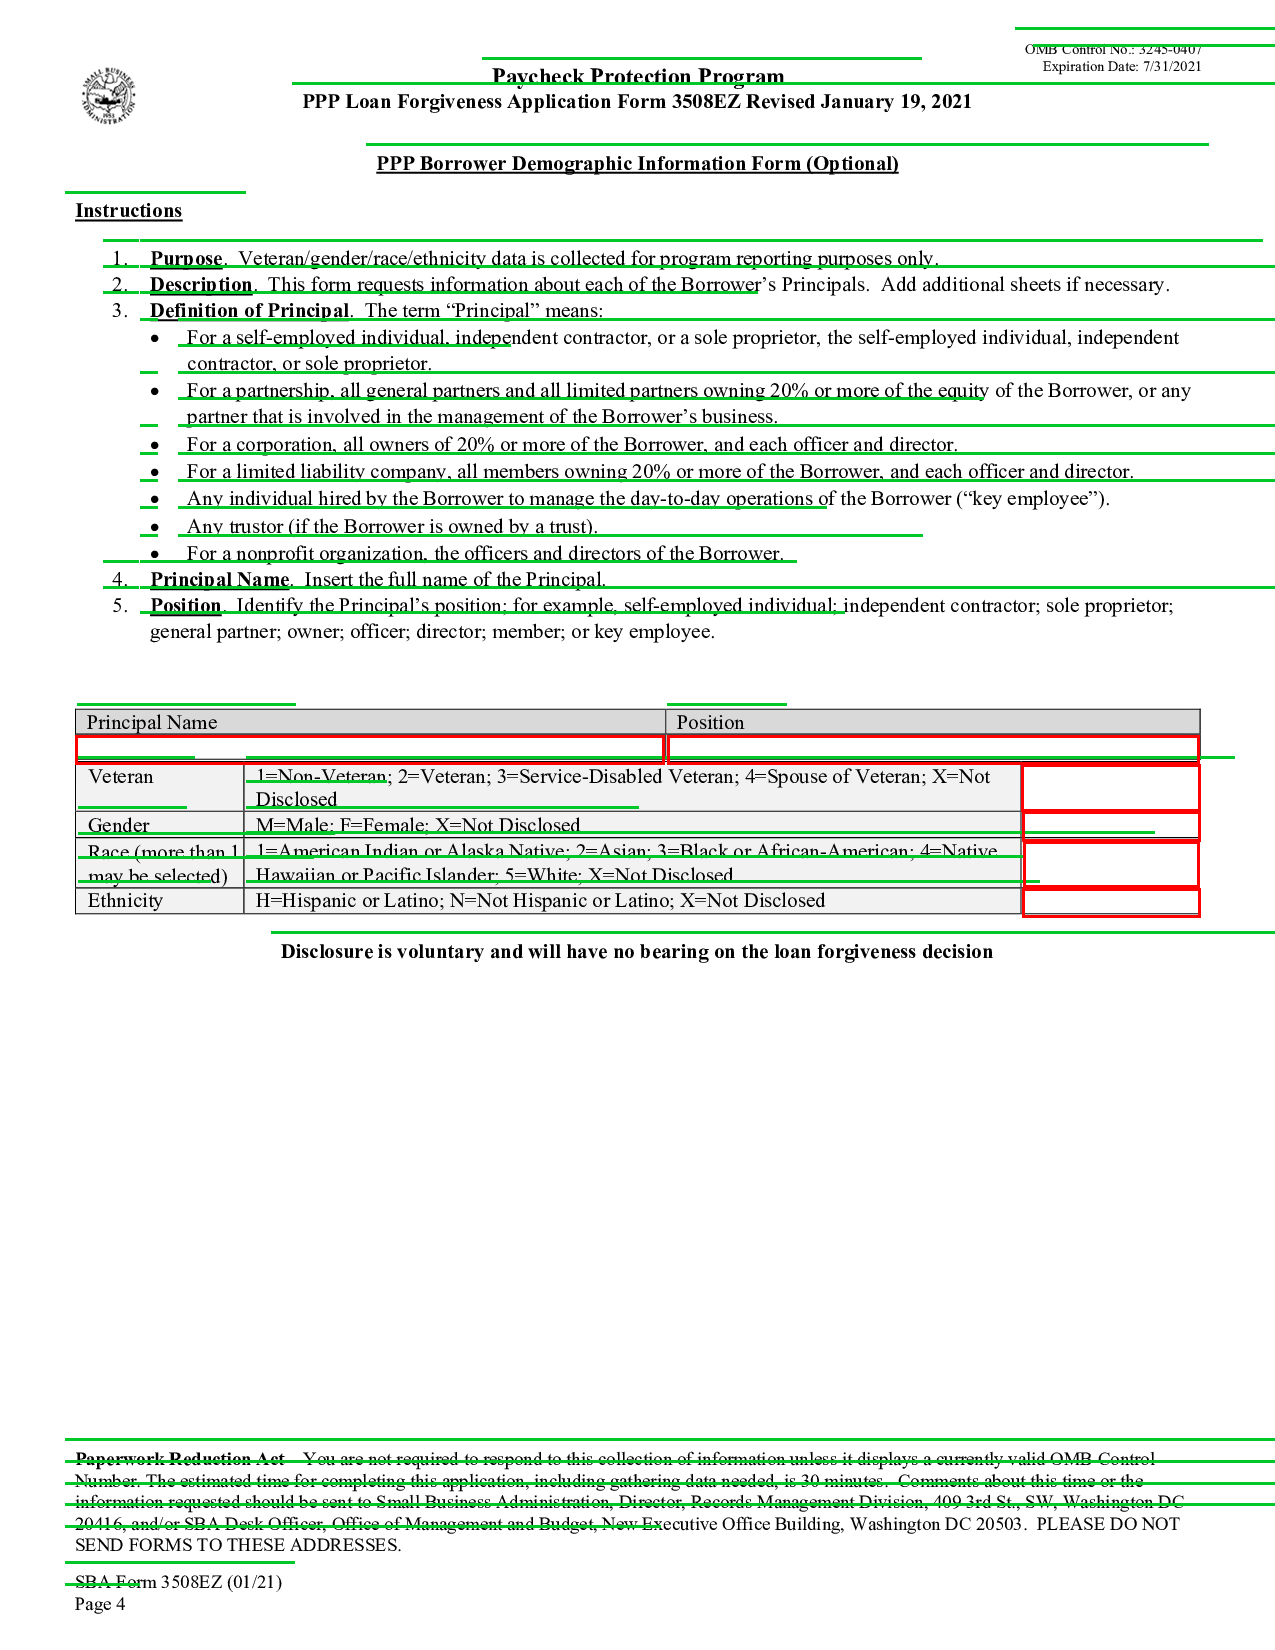 OMB Control No.: 3245-0407
Expiration Date: 7/31/2021
Paycheck Protection Program
PPP Loan Forgiveness Application Form 3508EZ Revised January 19, 2021
PPP Borrower Demographic Information Form (Optional)
Instructions
1. Purpose. Veteran/gender/race/ethnicity data is collected for program reporting purposes only.
2. Description. This form requests information about each of the Borrower’s Principals. Add additional sheets if necessary.
3. Definition of Principal. The term “Principal” means:
• For a self-employed individual, independent contractor, or a sole proprietor, the self-employed individual, independent
contractor, or sole proprietor.
• For a partnership, all general partners and all limited partners owning 20% or more of the equity of the Borrower, or any
partner that is involved in the management of the Borrower’s business.
• For a corporation, all owners of 20% or more of the Borrower, and each officer and director.
• For a limited liability company, all members owning 20% or more of the Borrower, and each officer and director.
• Any individual hired by the Borrower to manage the day-to-day operations of the Borrower (“key employee”).
• Any trustor (if the Borrower is owned by a trust).
• For a nonprofit organization, the officers and directors of the Borrower.
4. Principal Name. Insert the full name of the Principal.
5. Position. Identify the Principal’s position; for example, self-employed individual; independent contractor; sole proprietor;
general partner; owner; officer; director; member; or key employee.
Principal Name Position
Veteran 1=Non-Veteran; 2=Veteran; 3=Service-Disabled Veteran; 4=Spouse of Veteran; X=Not
Disclosed
Gender M=Male; F=Female; X=Not Disclosed
Race (more than 1 1=American Indian or Alaska Native; 2=Asian; 3=Black or African-American; 4=Native
may be selected) Hawaiian or Pacific Islander; 5=White; X=Not Disclosed
Ethnicity H=Hispanic or Latino; N=Not Hispanic or Latino; X=Not Disclosed
Disclosure is voluntary and will have no bearing on the loan forgiveness decision
Paperwork Reduction Act – You are not required to respond to this collection of information unless it displays a currently valid OMB Control
Number. The estimated time for completing this application, including gathering data needed, is 30 minutes. Comments about this time or the
information requested should be sent to Small Business Administration, Director, Records Management Division, 409 3rd St., SW, Washington DC
20416, and/or SBA Desk Officer, Office of Management and Budget, New Executive Office Building, Washington DC 20503. PLEASE DO NOT
SEND FORMS TO THESE ADDRESSES.
SBA Form 3508EZ (01/21)
Page 4